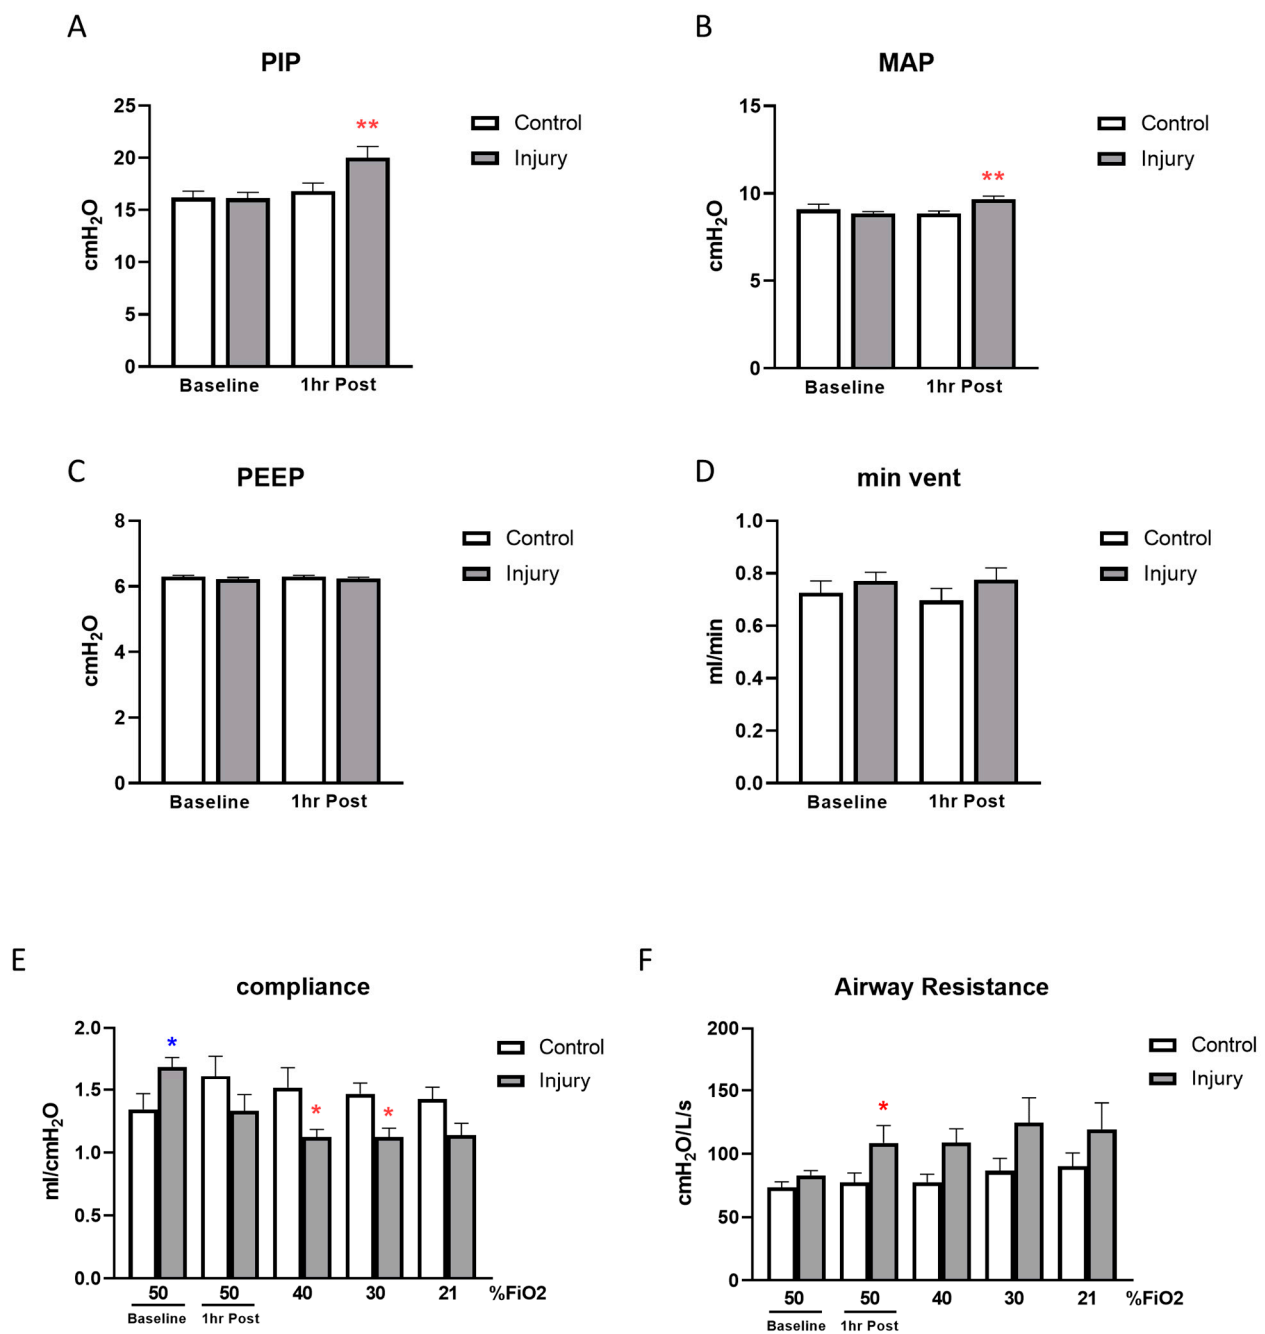 A
PIP
25
20
15
10
5
0
cmH2O
**
Baseline
1hr Post
Control
Injury
B
MAP
15
10
5
0
cmH2O
**
Baseline
1hr Post
Control
Injury
C
PEEP
8
6
4
2
0
cmH2O
Baseline
1hr Post
Control
Injury
D
min vent
1.0
0.8
0.6
0.4
0.2
0.0
ml/min
Baseline
1hr Post
Control
Injury
E
compliance
2.0
1.5
1.0
0.5
0.0
ml/cmH2O
*
*
*
50 50 40 30 21 %FiO2
Baseline 1hr Post
Control
Injury
F
Airway Resistance
200
150
100
50
0
cmH2O/L/s
*
50 50 40 30 21 %FiO2
Baseline 1hr Post
Control
Injury